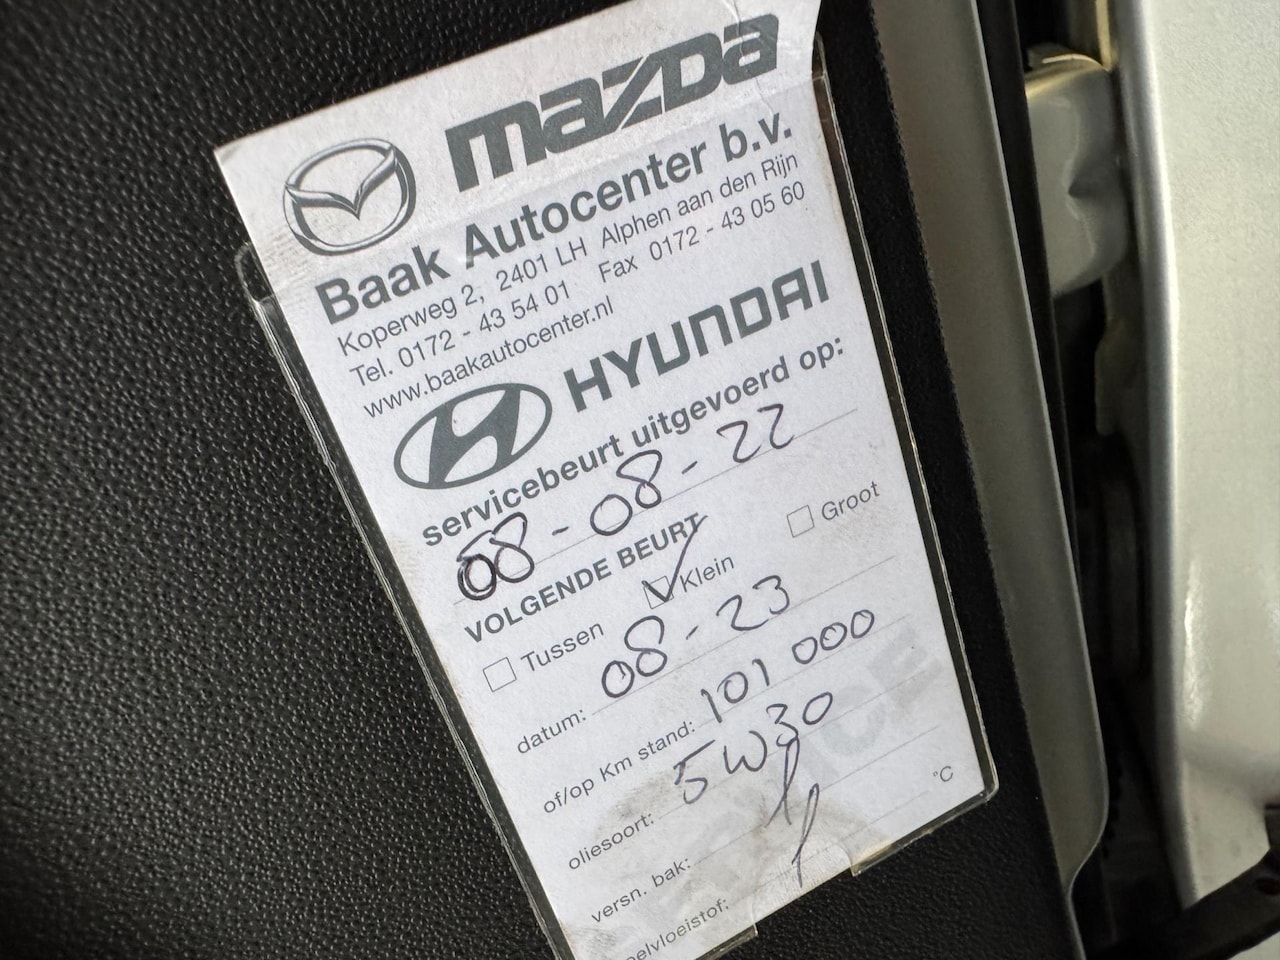 mazda
Baak Autocenter b.v.
Koperweg 2, 2401 LH Alphen aan den Rijn
Tel. 0172 - 43 54 01 Fax 0172 - 43 05 60
www.baakautocenter.nl
HYUNDAI
servicebeurt uitgevoerd op:
08 - 08 - 22
VOLGENDE BEURT
Tussen Klein Groot
datum: 08 - 23
of/op Km stand: 101 000
oliesoort: 5W30
versn. bak:
elvloeistof: °C